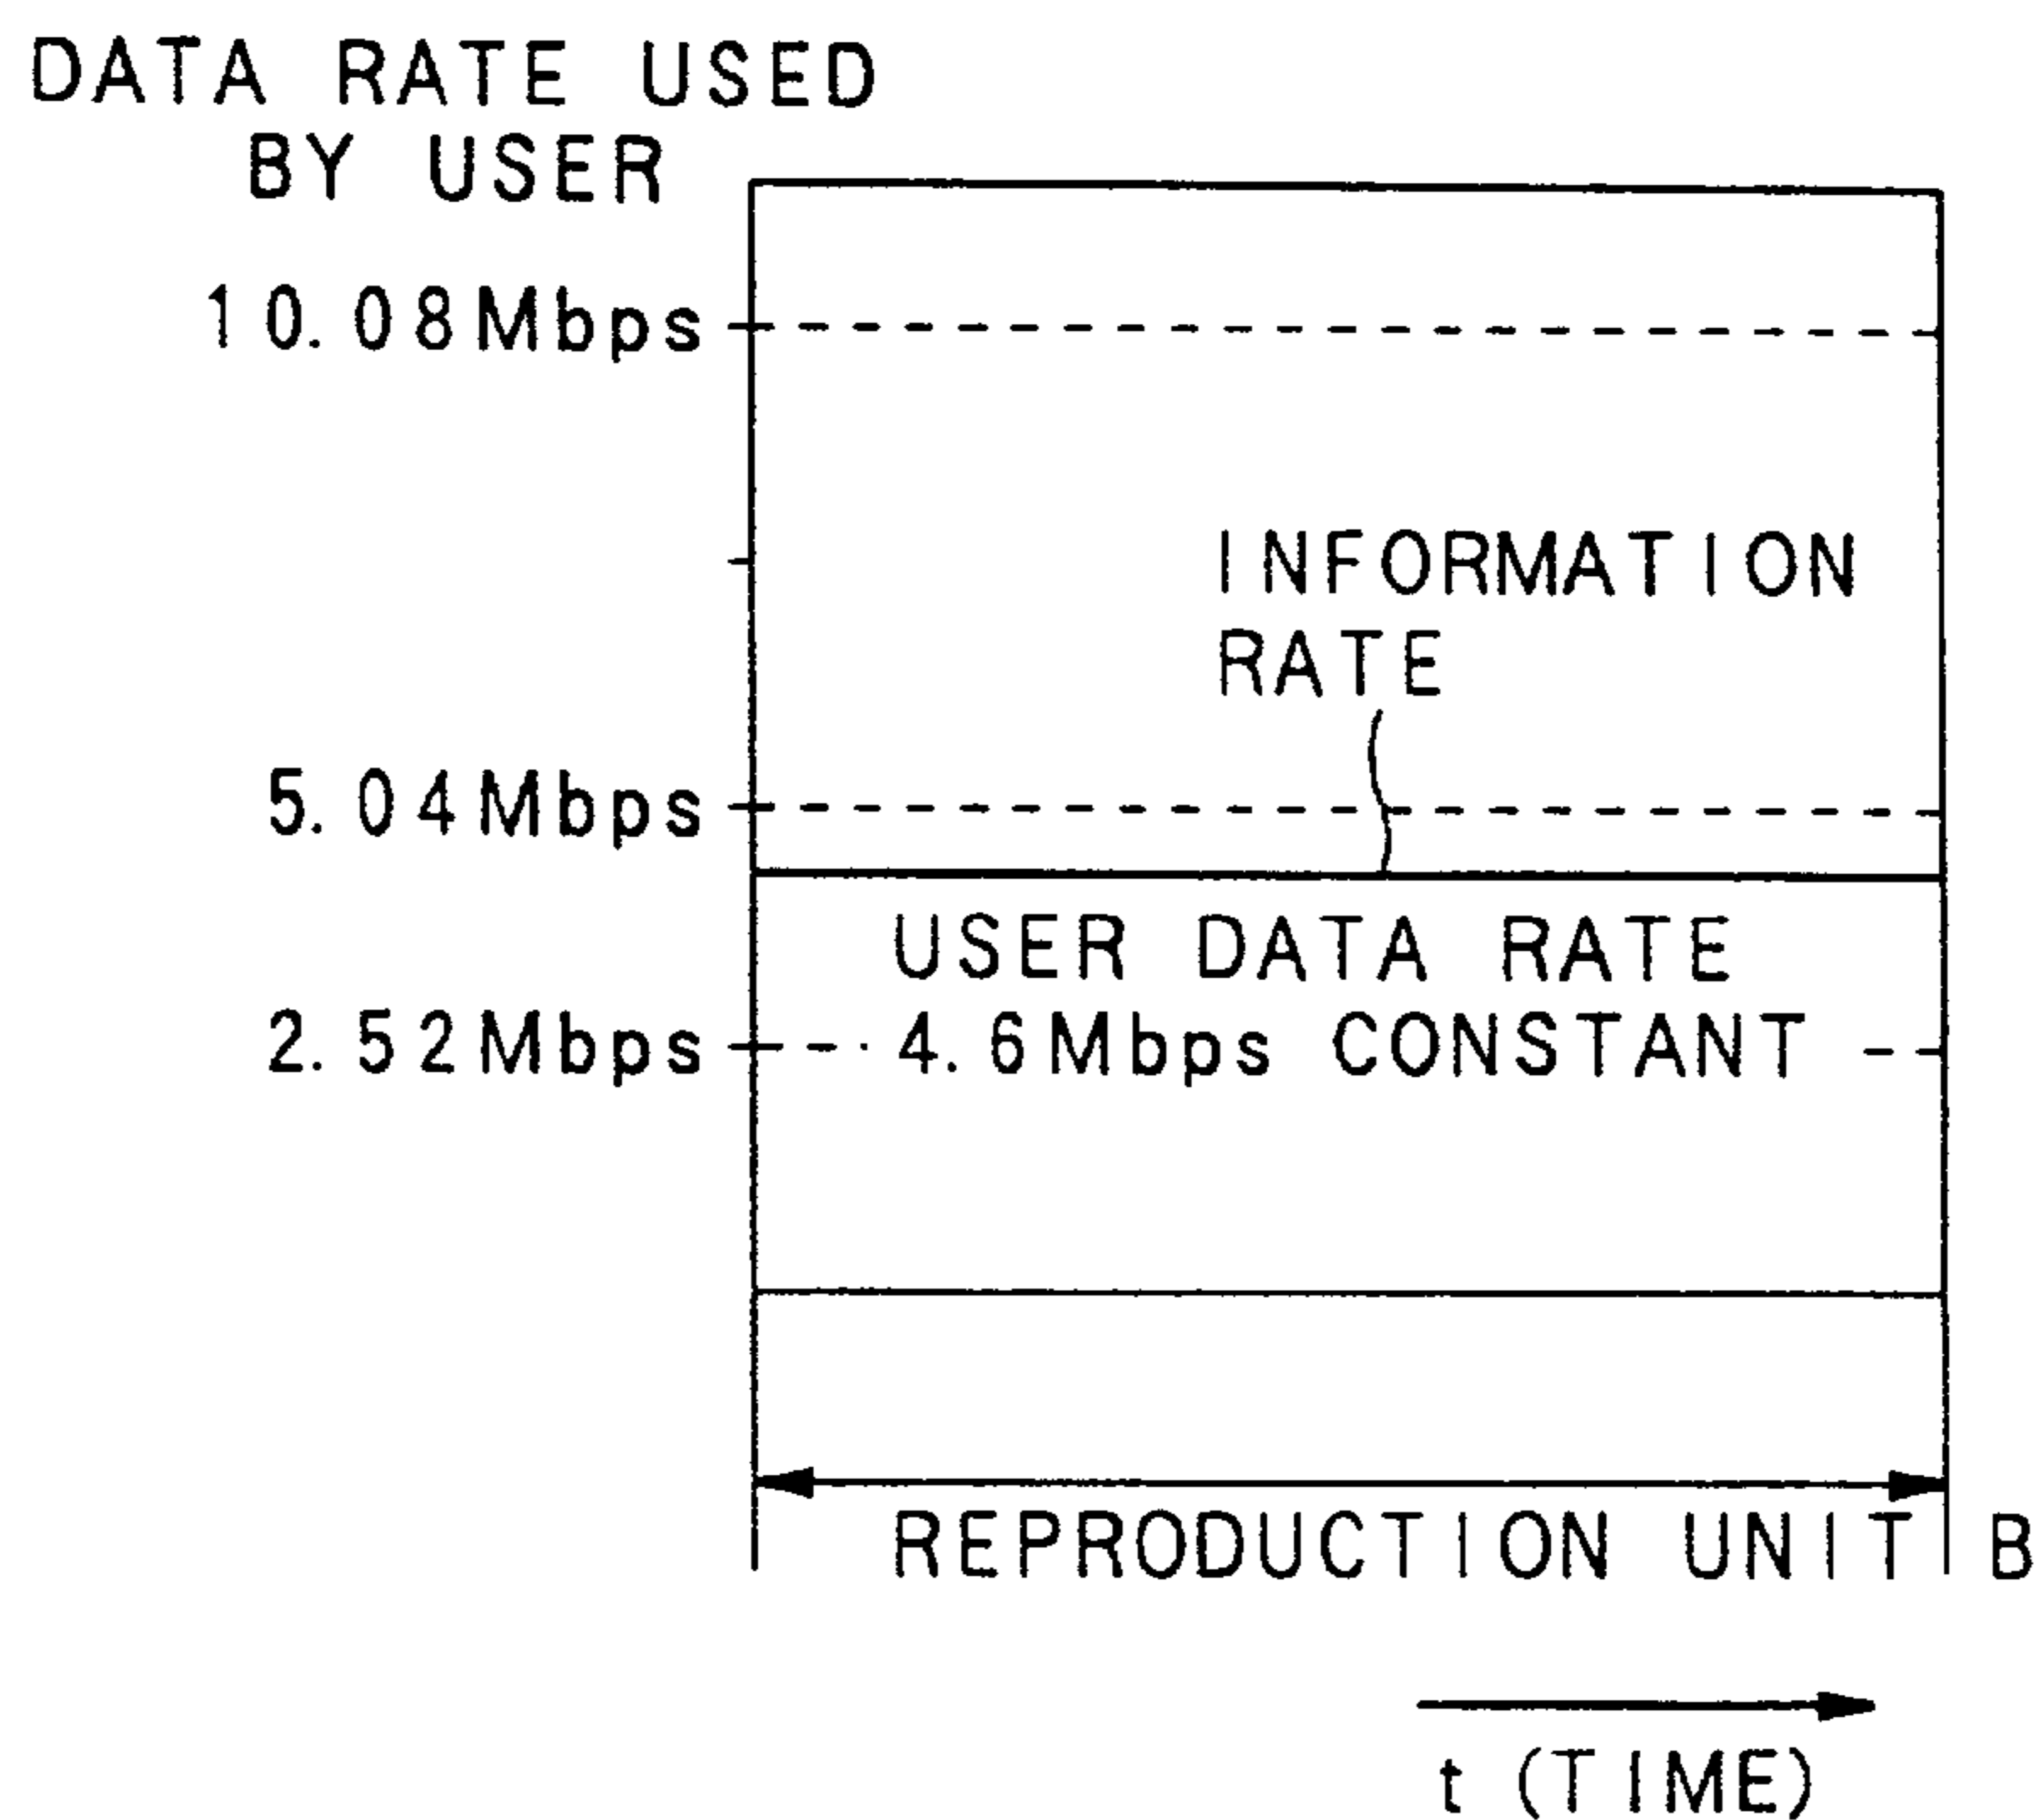 DATA RATE USED
BY USER
10.08Mbps
INFORMATION
RATE
5.04Mbps
USER DATA RATE
2.52Mbps
4.6Mbps CONSTANT
REPRODUCTION UNIT B
t (TIME)